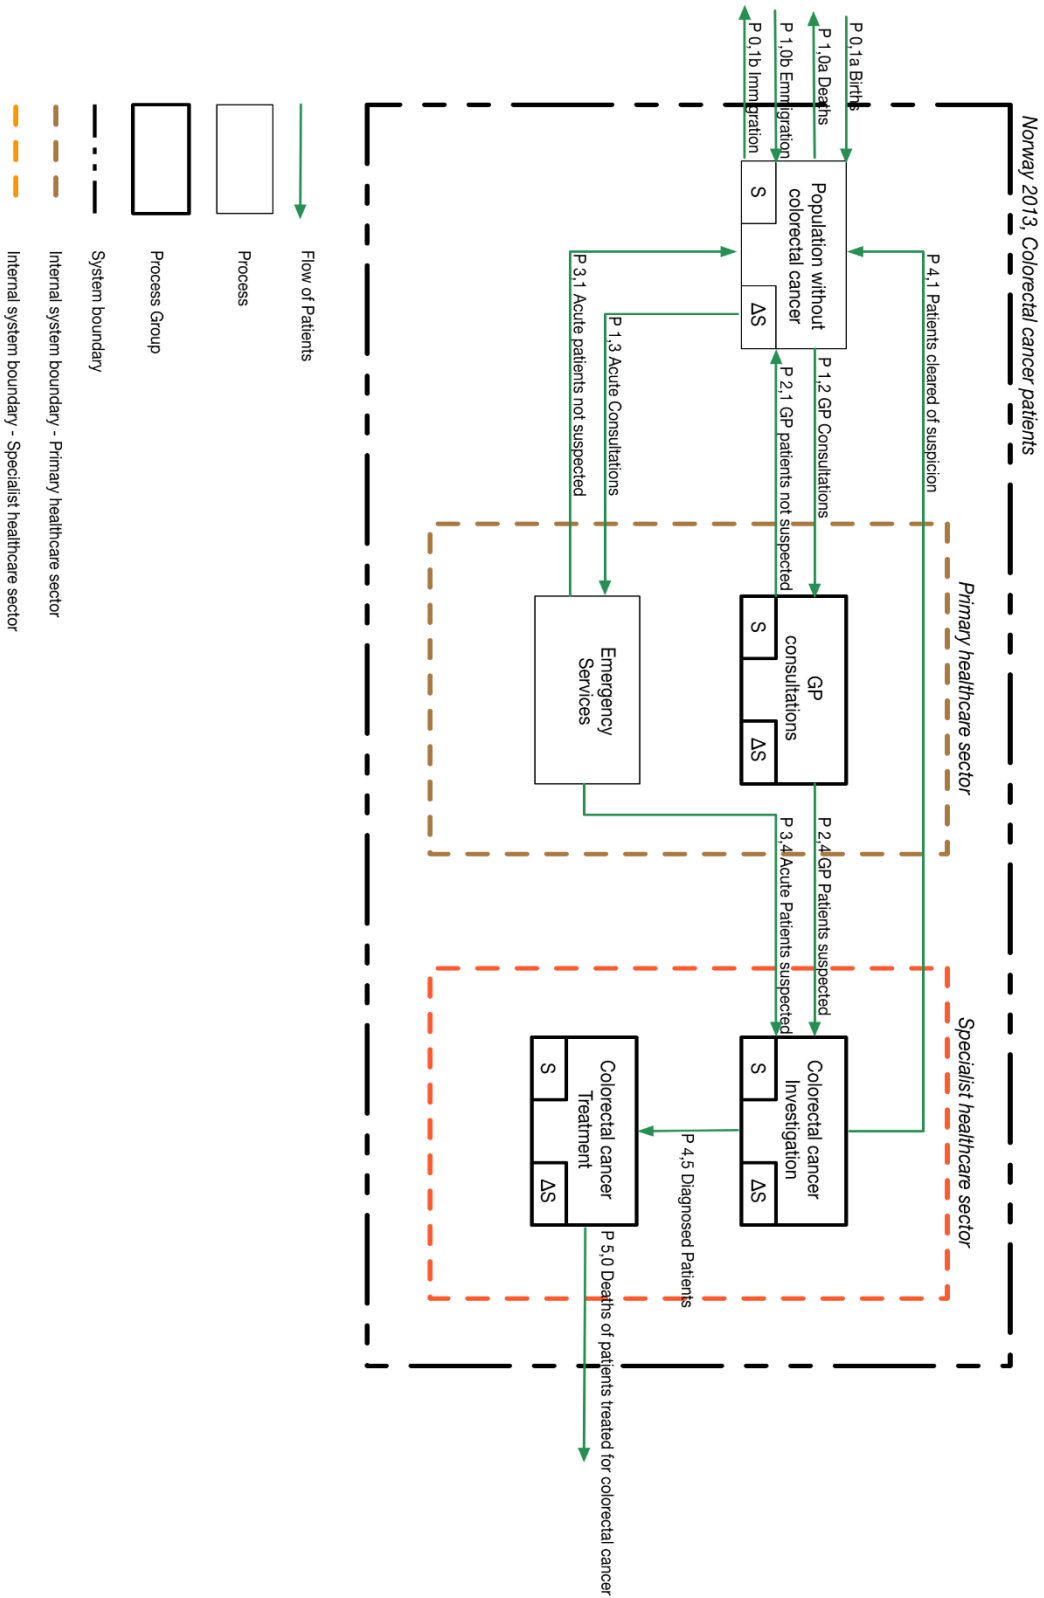 Norway 2013, Colorectal cancer patients
Primary healthcare sector
Specialist healthcare sector
P 4,1 Patients cleared of suspicion
P 0,1a Births
P 1,0a Deaths
P 1,0b Emmigration
P 0,1b Immigration
Population without
colorectal cancer
S
ΔS
P 1,2 GP Consultations
P 2,1 GP patients not suspected
GP
consultations
S
ΔS
P 2,4 GP Patients suspected
P 3,4 Acute Patients suspected
Colorectal cancer
Investigation
S
ΔS
P 4,5 Diagnosed Patients
P 1,3 Acute Consultations
P 3,1 Acute patients not suspected
Emergency
Services
Colorectal cancer
Treatment
S
ΔS
P 5,0 Deaths of patients treated for colorectal cancer
Flow of Patients
Process
Process Group
System boundary
Internal system boundary - Primary healthcare sector
Internal system boundary - Specialist healthcare sector